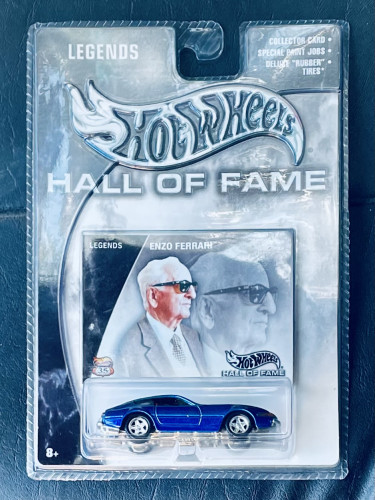 LEGENDS
COLLECTOR CARD •
SPECIAL PAINT JOBS •
DELUXE "RUBBER" •
TIRES
HOT WHEELS
HALL OF FAME
LEGENDS ENZO FERRARI
35
HOT WHEELS
HALL OF FAME
8+